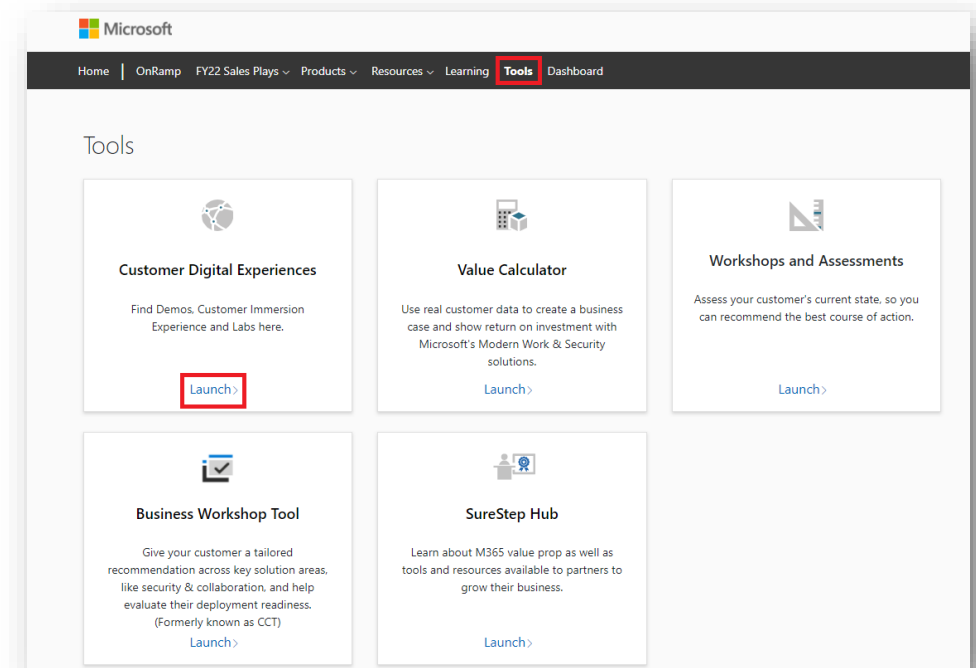 Microsoft
Home | OnRamp FY22 Sales Plays Products Resources Learning Tools Dashboard
Tools
Customer Digital Experiences
Find Demos, Customer Immersion
Experience and Labs here.
Launch
Value Calculator
Use real customer data to create a business
case and show return on investment with
Microsoft's Modern Work & Security
solutions.
Launch
Workshops and Assessments
Assess your customer's current state, so you
can recommend the best course of action.
Launch
Business Workshop Tool
Give your customer a tailored
recommendation across key solution areas,
like security & collaboration, and help
evaluate their deployment readiness.
(Formerly known as CCT)
Launch
SureStep Hub
Learn about M365 value prop as well as
tools and resources available to partners to
grow their business.
Launch